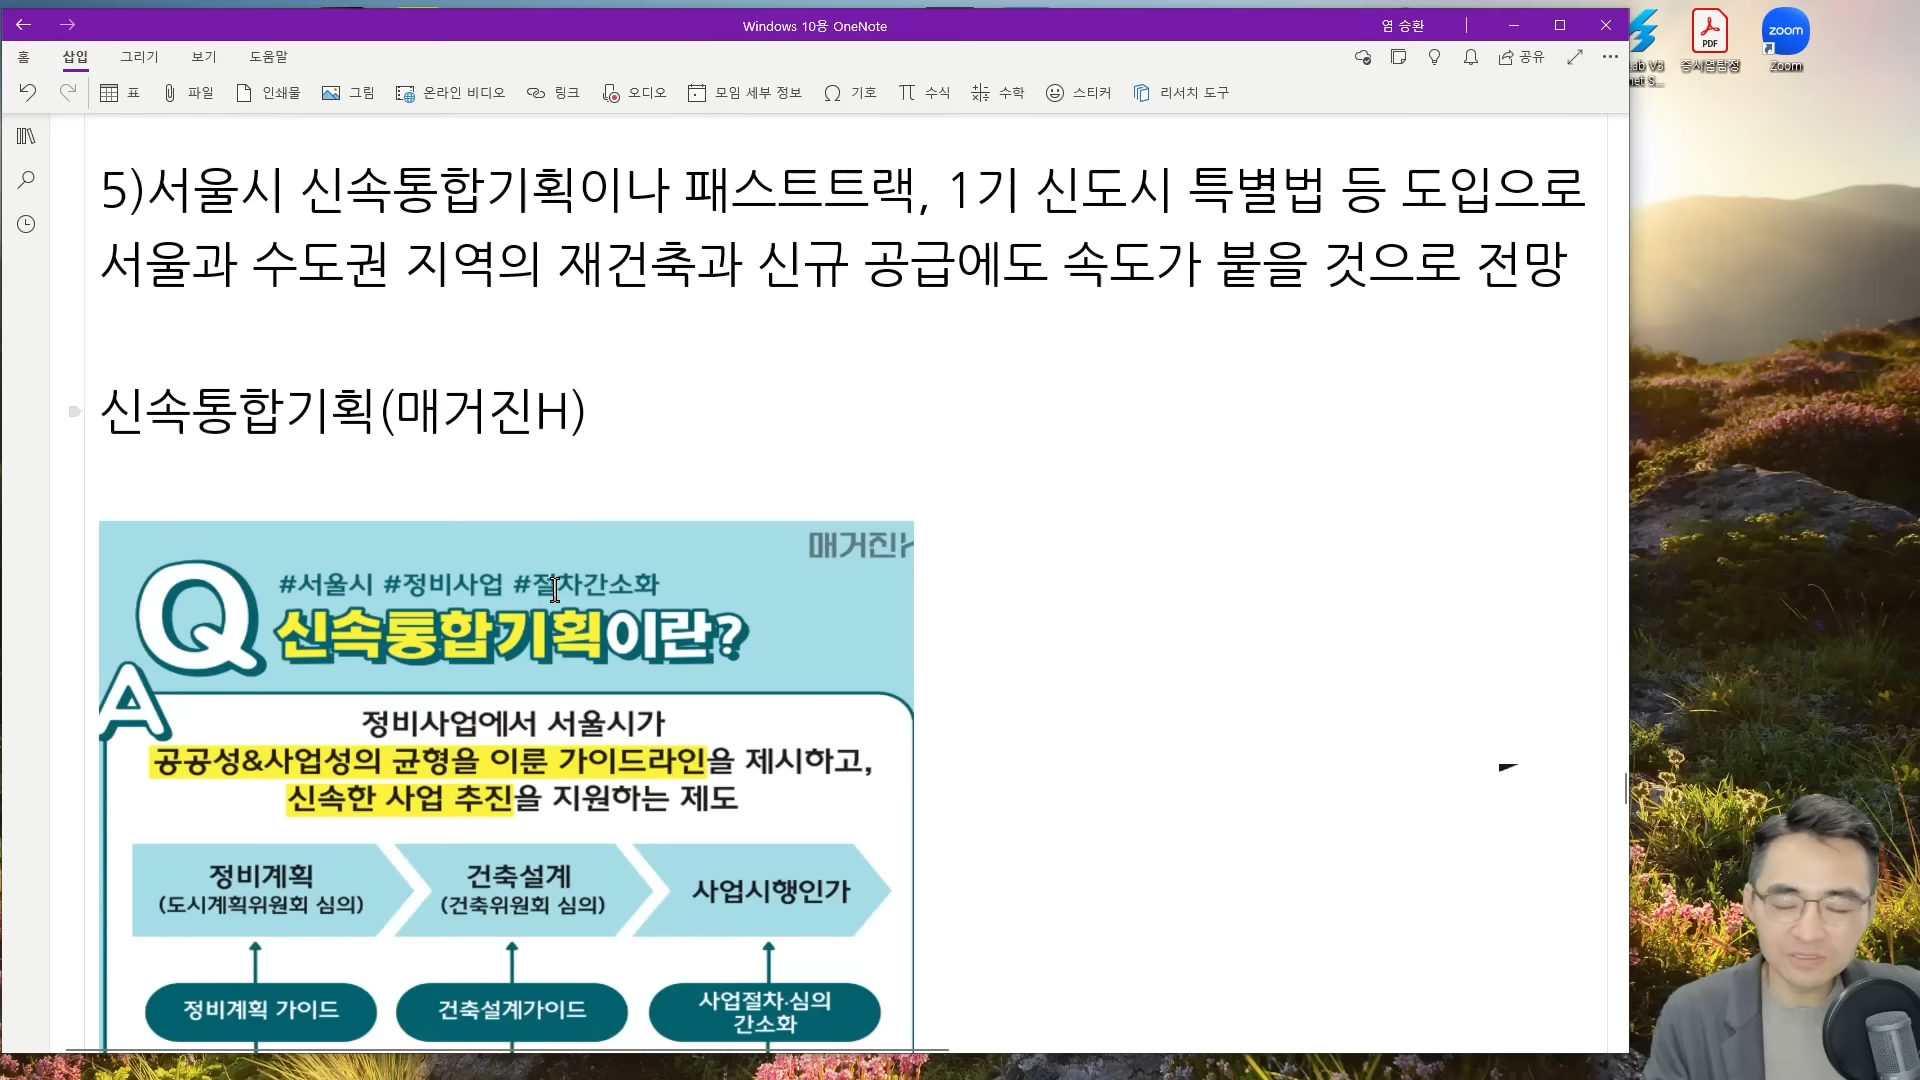 Windows 10용 OneNote
염 승환
홈 삽입 그리기 보기 도움말
공유
표 파일 인쇄물 그림 온라인 비디오 링크 오디오 모임 세부 정보 기호 수식 수학 스티커 리서치 도구
PDF
zoom
Lab V3
net S...
증시염탐정
Zoom
5)서울시 신속통합기획이나 패스트트랙, 1기 신도시 특별법 등 도입으로
서울과 수도권 지역의 재건축과 신규 공급에도 속도가 붙을 것으로 전망
신속통합기획(매거진H)
매거진H
#서울시 #정비사업 #절차간소화
Q 신속통합기획이란?
A
정비사업에서 서울시가
공공성&사업성의 균형을 이룬 가이드라인을 제시하고,
신속한 사업 추진을 지원하는 제도
정비계획
(도시계획위원회 심의)
건축설계
(건축위원회 심의)
사업시행인가
정비계획 가이드
건축설계가이드
사업절차·심의
간소화